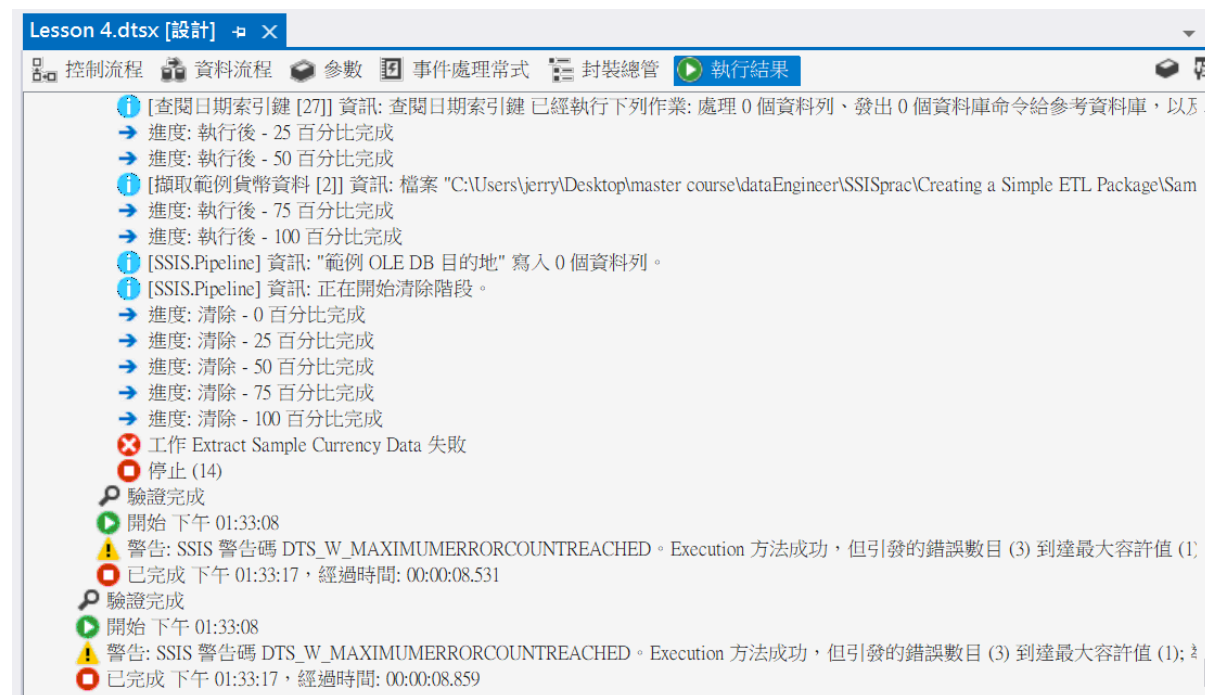 Lesson 4.dtsx [設計]
控制流程 資料流程 參數 事件處理常式 封裝總管 執行結果
[查閱日期索引鍵 [27]] 資訊: 查閱日期索引鍵 已經執行下列作業: 處理 0 個資料列、發出 0 個資料庫命令給參考資料庫，以及
進度: 執行後 - 25 百分比完成
進度: 執行後 - 50 百分比完成
[擷取範例貨幣資料 [2]] 資訊: 檔案 "C:\Users\jerry\Desktop\master course\dataEngineer\SSISprac\Creating a Simple ETL Package\Sam
進度: 執行後 - 75 百分比完成
進度: 執行後 - 100 百分比完成
[SSIS.Pipeline] 資訊: "範例 OLE DB 目的地" 寫入 0 個資料列。
[SSIS.Pipeline] 資訊: 正在開始清除階段。
進度: 清除 - 0 百分比完成
進度: 清除 - 25 百分比完成
進度: 清除 - 50 百分比完成
進度: 清除 - 75 百分比完成
進度: 清除 - 100 百分比完成
工作 Extract Sample Currency Data 失敗
停止 (14)
驗證完成
開始 下午 01:33:08
警告: SSIS 警告碼 DTS_W_MAXIMUMERRORCOUNTREACHED。Execution 方法成功，但引發的錯誤數目 (3) 到達最大容許值 (1)
已完成 下午 01:33:17，經過時間: 00:00:08.531
驗證完成
開始 下午 01:33:08
警告: SSIS 警告碼 DTS_W_MAXIMUMERRORCOUNTREACHED。Execution 方法成功，但引發的錯誤數目 (3) 到達最大容許值 (1);
已完成 下午 01:33:17，經過時間: 00:00:08.859